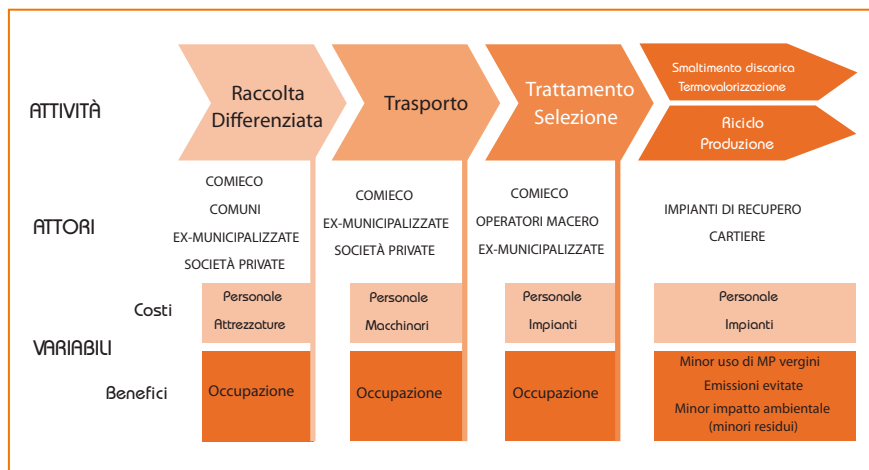 ATTIVITÀ
Raccolta
Differenziata
Trasporto
Trattamento
Selezione
Smaltimento discarica
Termovalorizzazione
Riciclo
Produzione
ATTORI
COMIECO
COMUNI
EX-MUNICIPALIZZATE
SOCIETÀ PRIVATE
COMIECO
EX-MUNICIPALIZZATE
SOCIETÀ PRIVATE
COMIECO
OPERATORI MACERO
EX-MUNICIPALIZZATE
IMPIANTI DI RECUPERO
CARTIERE
VARIABILI
Costi
Personale
Attrezzature
Personale
Macchinari
Personale
Impianti
Personale
Impianti
Benefici
Occupazione
Occupazione
Occupazione
Minor uso di MP vergini
Emissioni evitate
Minor impatto ambientale
(minori residui)